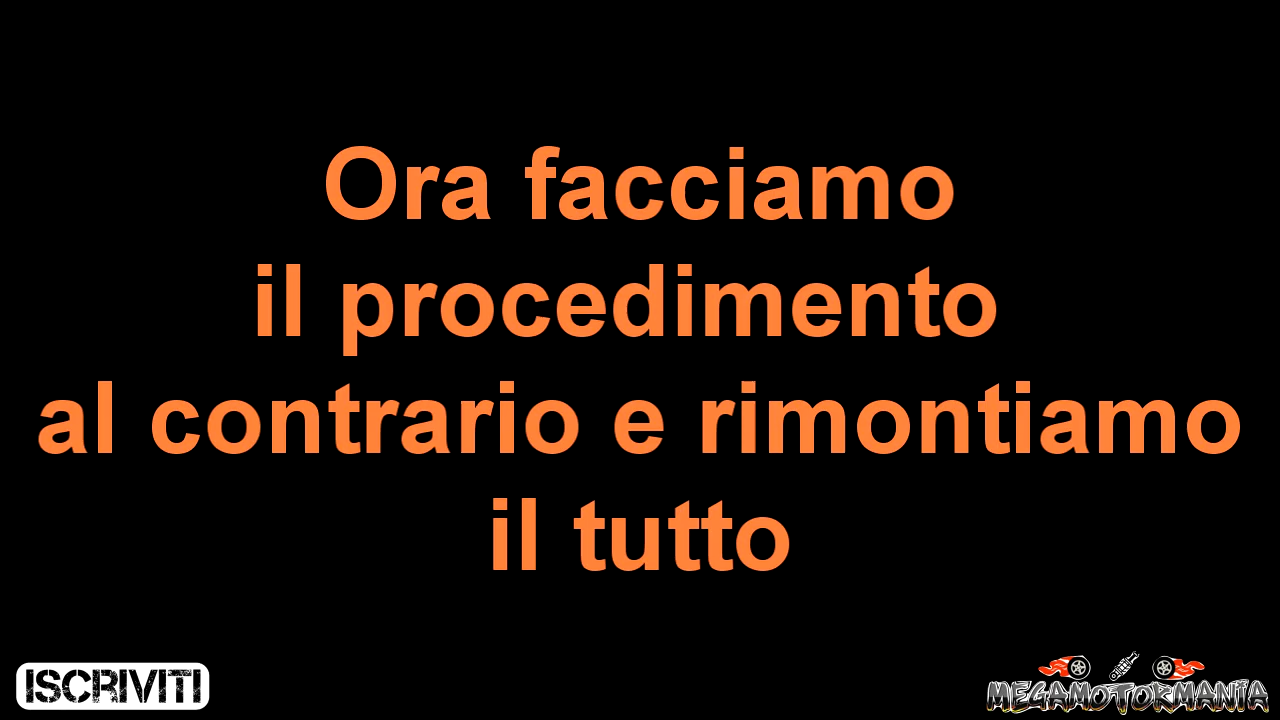 Ora facciamo
il procedimento
al contrario e rimontiamo
il tutto
ISCRIVITI
MEGAMOTORMANIA